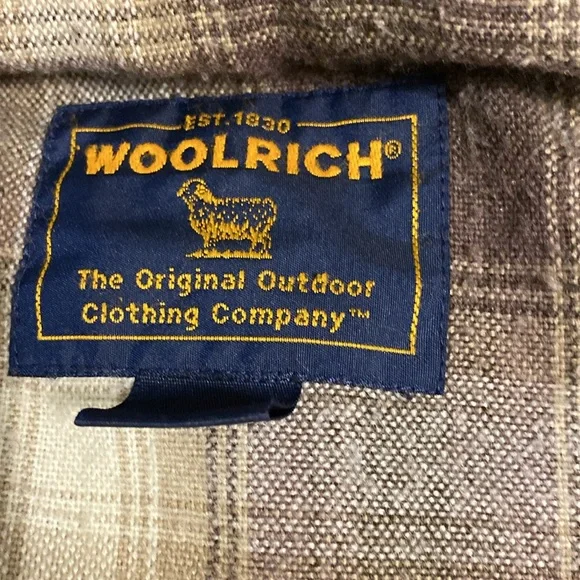 EST. 1830
WOOLRICH®
The Original Outdoor
Clothing Company™